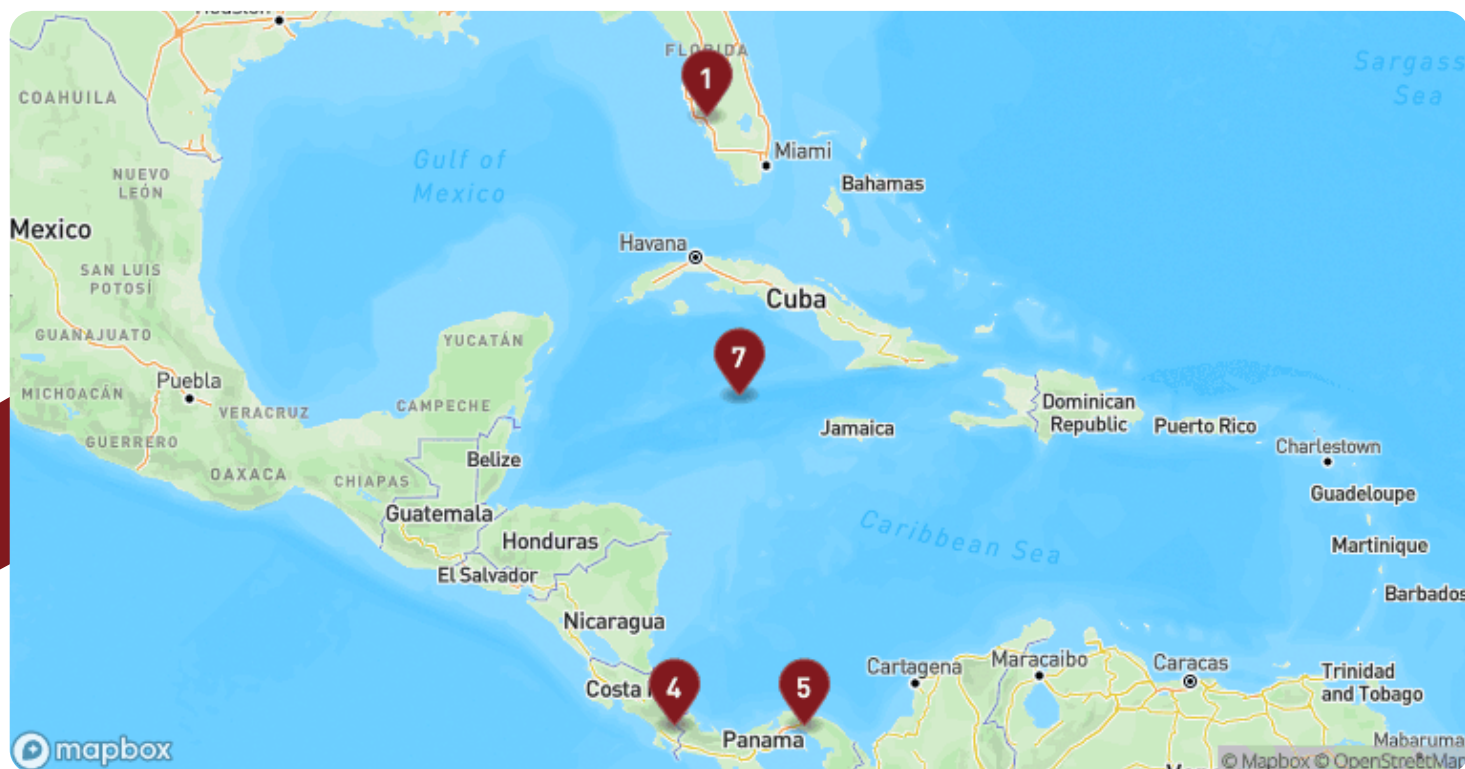 FLORIDA
1
COAHUILA
Sargass
Sea
Gulf of
Mexico
Miami
NUEVO
LEÓN
Bahamas
Mexico
Havana
SAN LUIS
POTOSÍ
Cuba
GUANAJUATO
YUCATÁN
7
Puebla
MICHOACÁN
CAMPECHE
VERACRUZ
Dominican
Republic
Jamaica
Puerto Rico
GUERRERO
Charlestown
Belize
OAXACA
CHIAPAS
Guadeloupe
Guatemala
Caribbean Sea
Honduras
Martinique
El Salvador
Barbados
Nicaragua
Cartagena
Maracaibo
Caracas
Trinidad
and Tobago
Costa
4
5
Panama
Mabaruma
mapbox
© Mapbox © OpenStreetMap